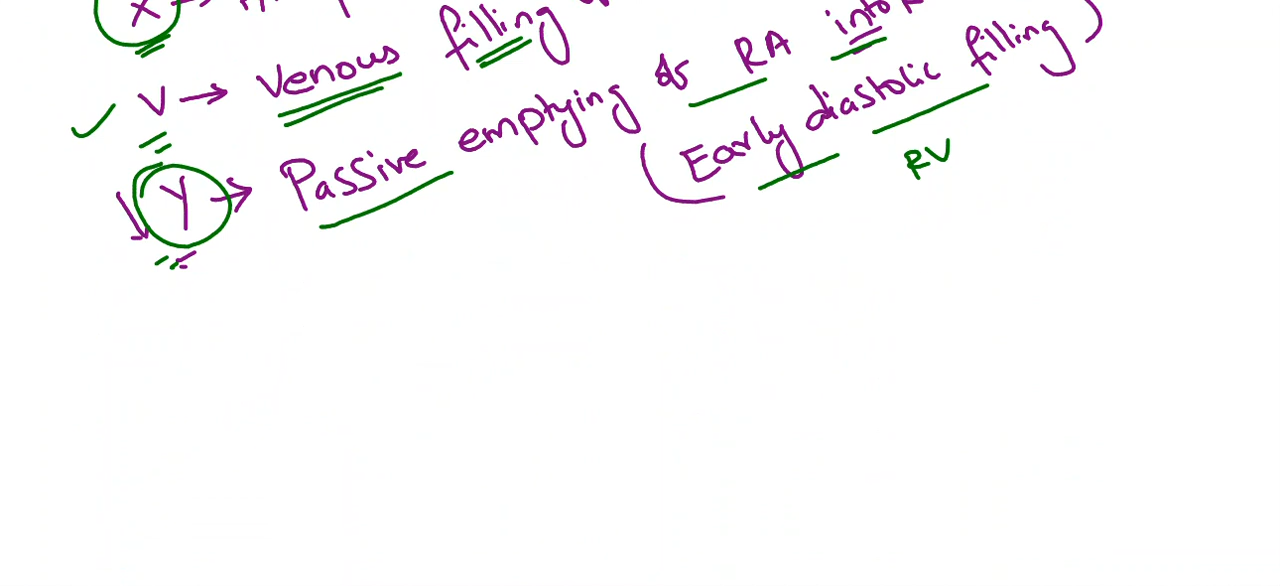 X →
V → Venous filling
Y → Passive emptying of RA into
(Early diastolic filling)
RV